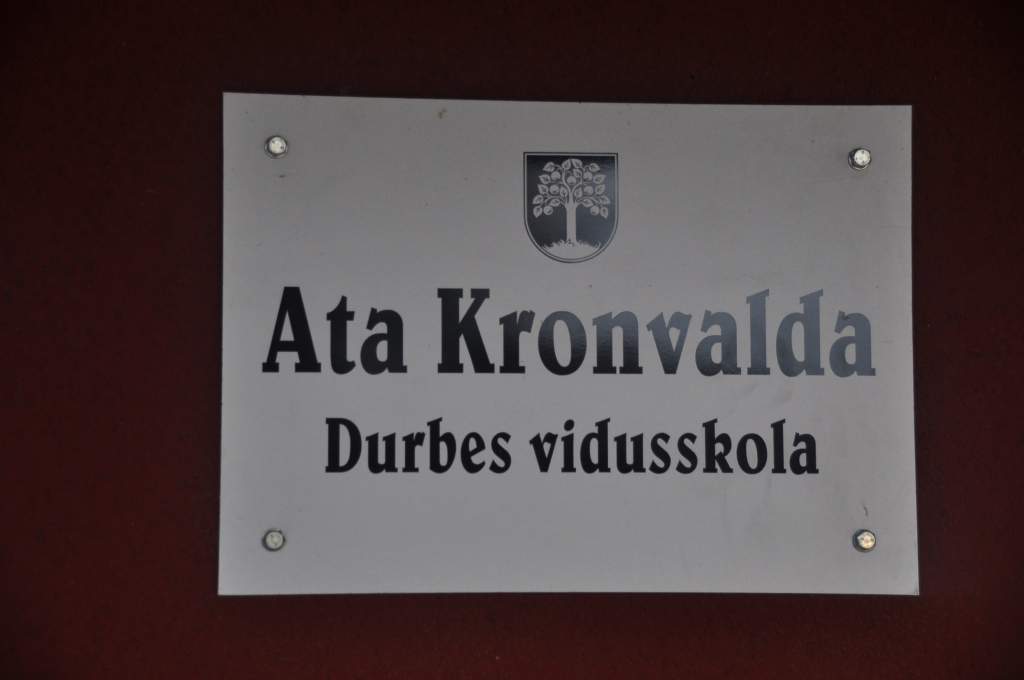 Ata Kronvalda
Durbes vidusskola